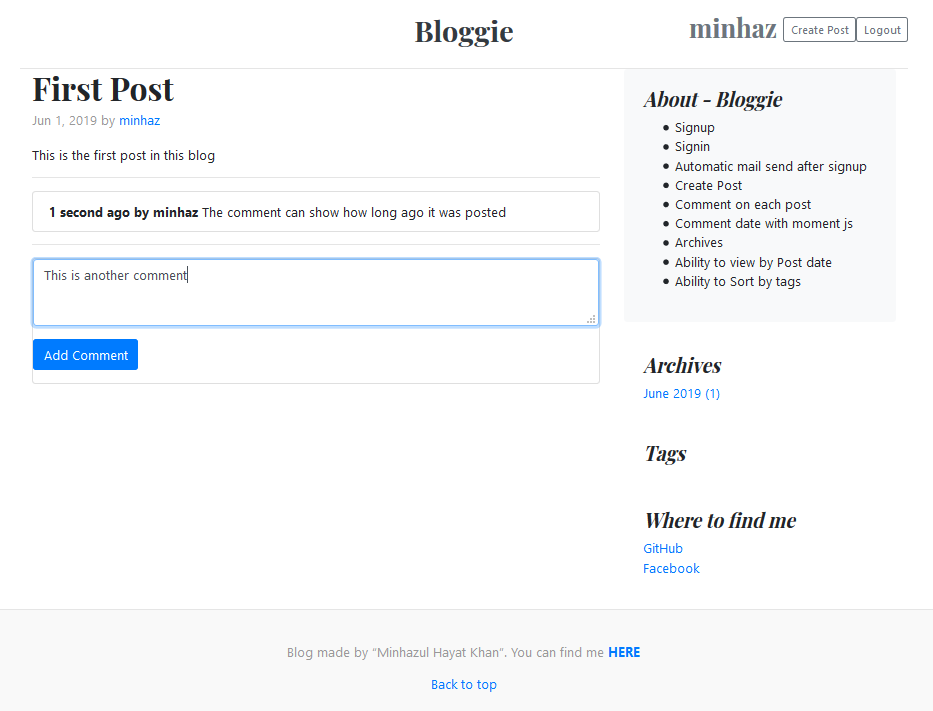 Bloggie
minhaz
Create Post
Logout
First Post
Jun 1, 2019 by minhaz
This is the first post in this blog
1 second ago by minhaz The comment can show how long ago it was posted
This is another comment
Add Comment
About - Bloggie
Signup
Signin
Automatic mail send after signup
Create Post
Comment on each post
Comment date with moment js
Archives
Ability to view by Post date
Ability to Sort by tags
Archives
June 2019 (1)
Tags
Where to find me
GitHub
Facebook
Blog made by “Minhazul Hayat Khan”. You can find me HERE
Back to top